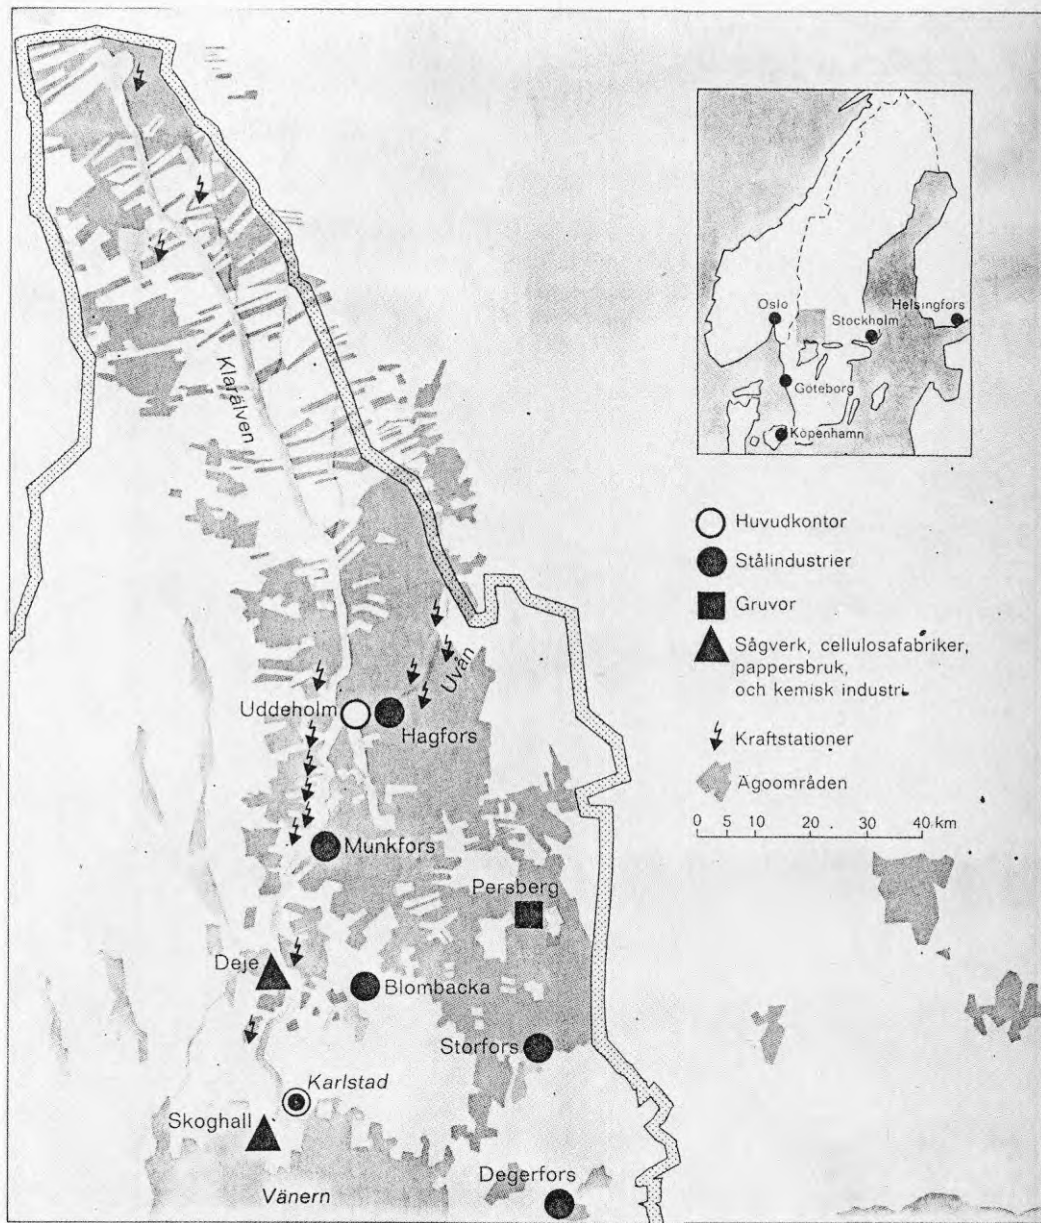 Klarälven
Uvån
Uddeholm
Hagfors
Munkfors
Persberg
Deje
Blombacka
Storfors
Karlstad
Skoghall
Vänern
Degerfors
Oslo
Helsingfors
Stockholm
Göteborg
Köpenhamn
Huvudkontor
Stålindustrier
Gruvor
Sågverk, cellulosafabriker,
pappersbruk,
och kemisk industri
Kraftstationer
Ägoområden
0 5 10 20 30 40 km